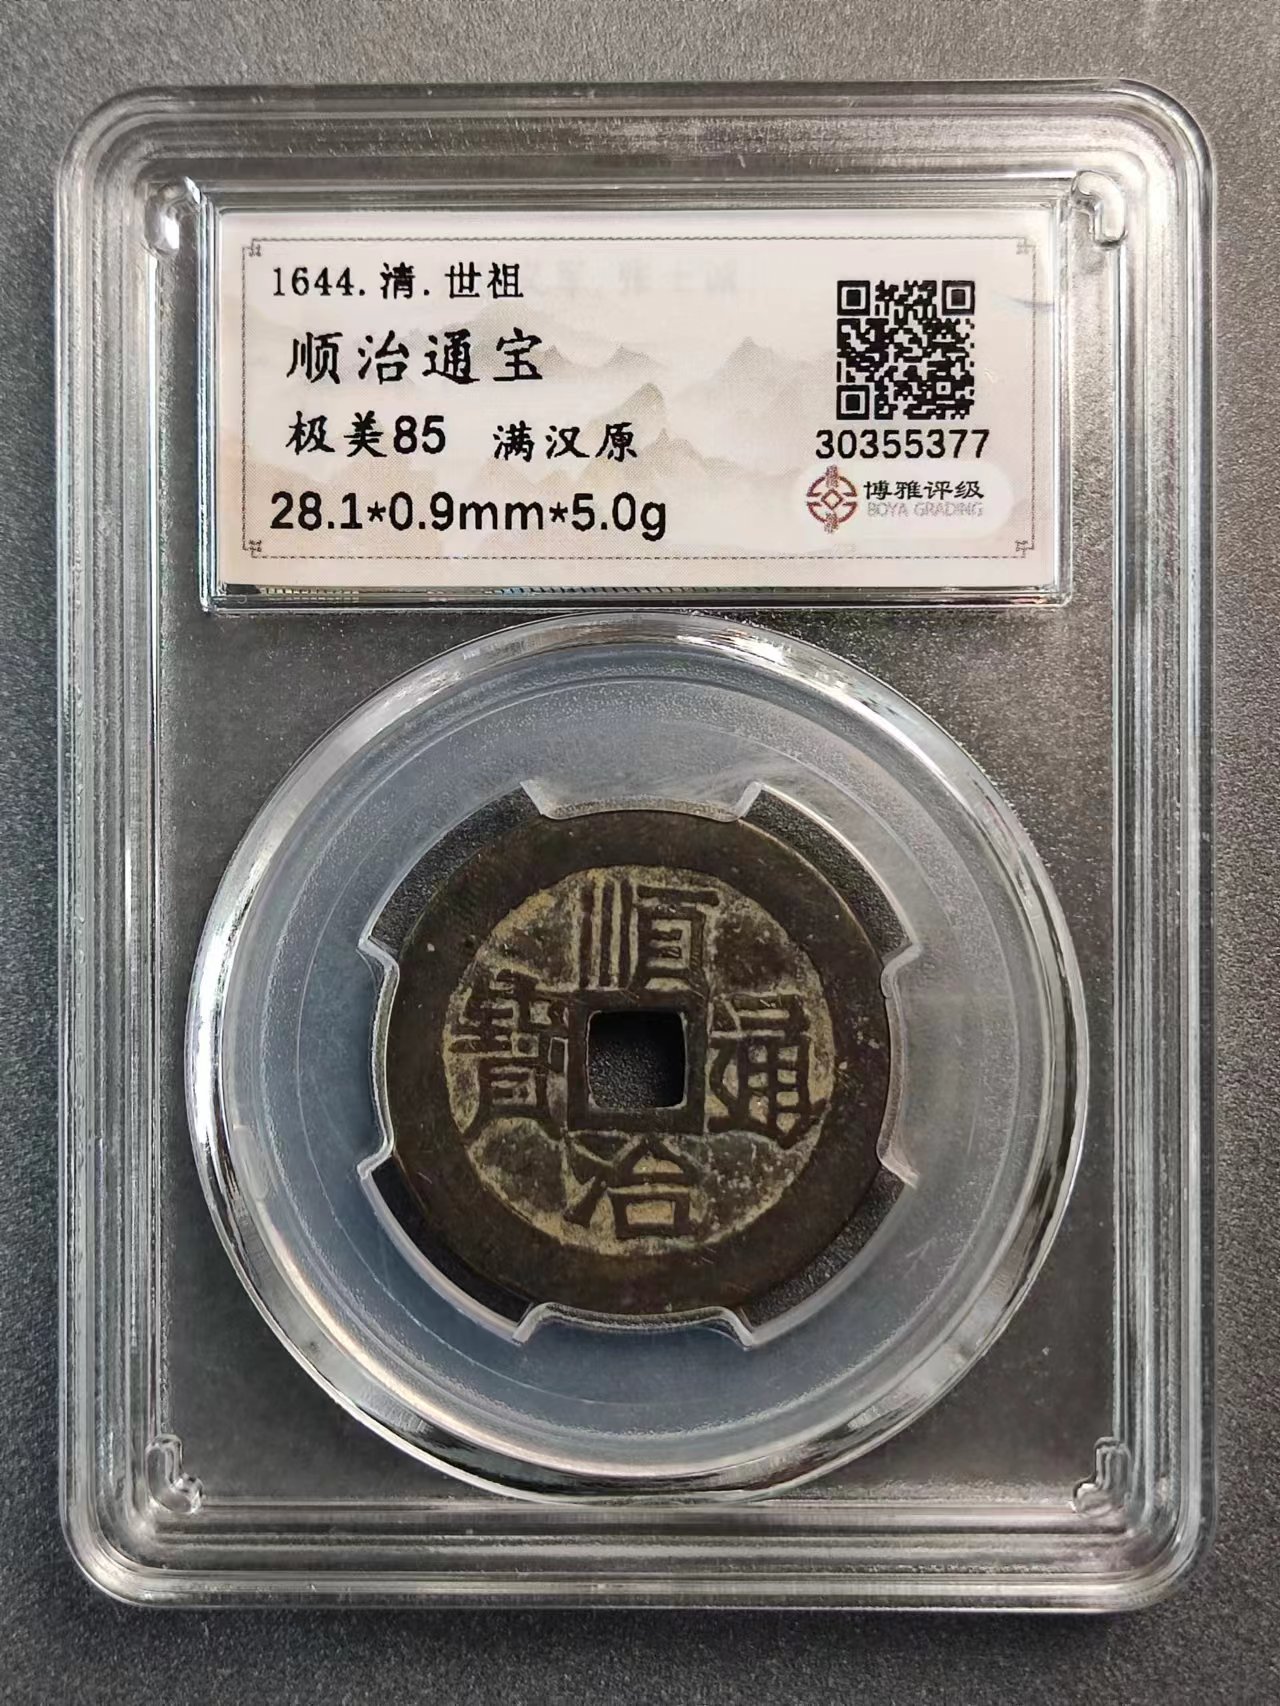 1644.清.世祖
顺治通宝
极美85 满汉原
28.1*0.9mm*5.0g
30355377
博雅评级
BOYA GRADING
順治通寳